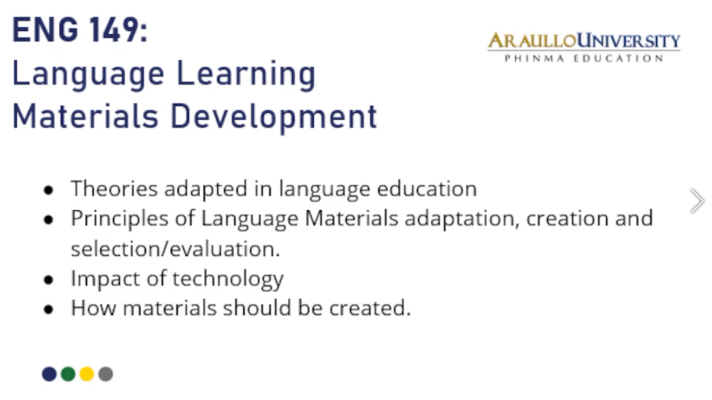 ENG 149:
Language Learning
Materials Development
ARAULLO UNIVERSITY
PHINMA EDUCATION
• Theories adapted in language education
• Principles of Language Materials adaptation, creation and
selection/evaluation.
• Impact of technology
• How materials should be created.